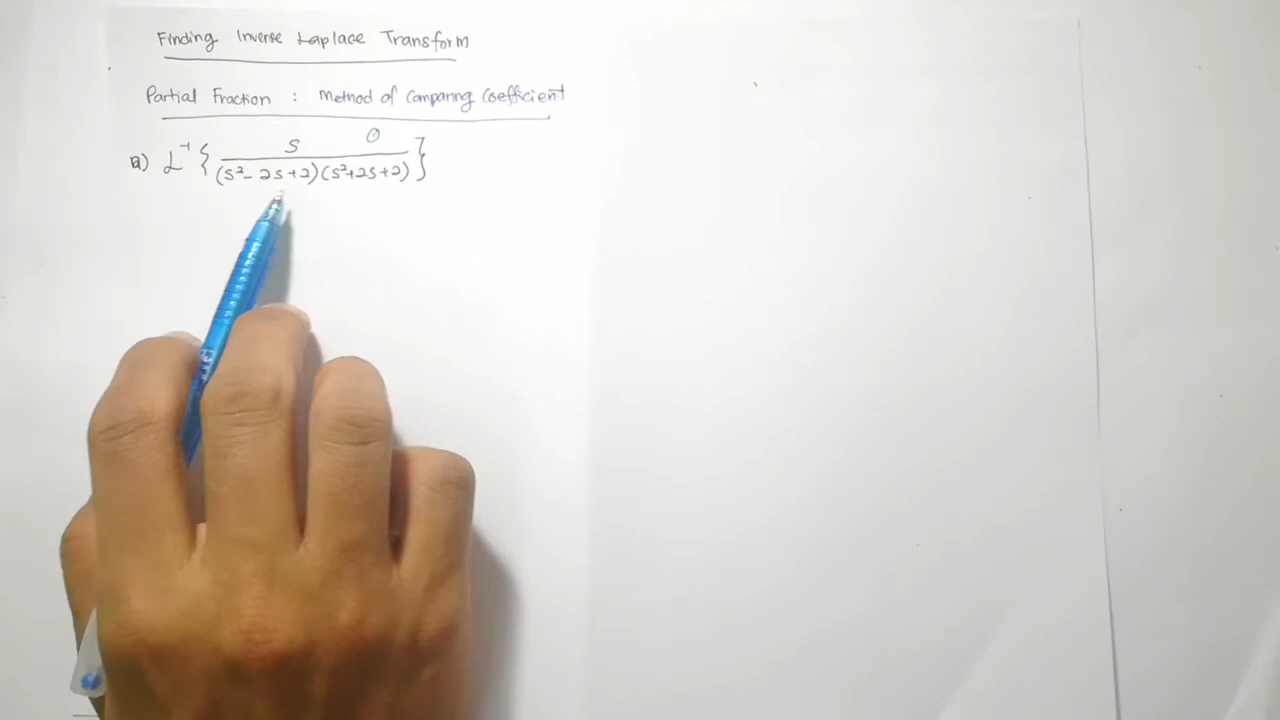 Finding Inverse Laplace Transform
Partial Fraction : Method of Comparing Coefficient
a) L⁻¹ { s / (s²- 2s+2)(s²+2s+2) }